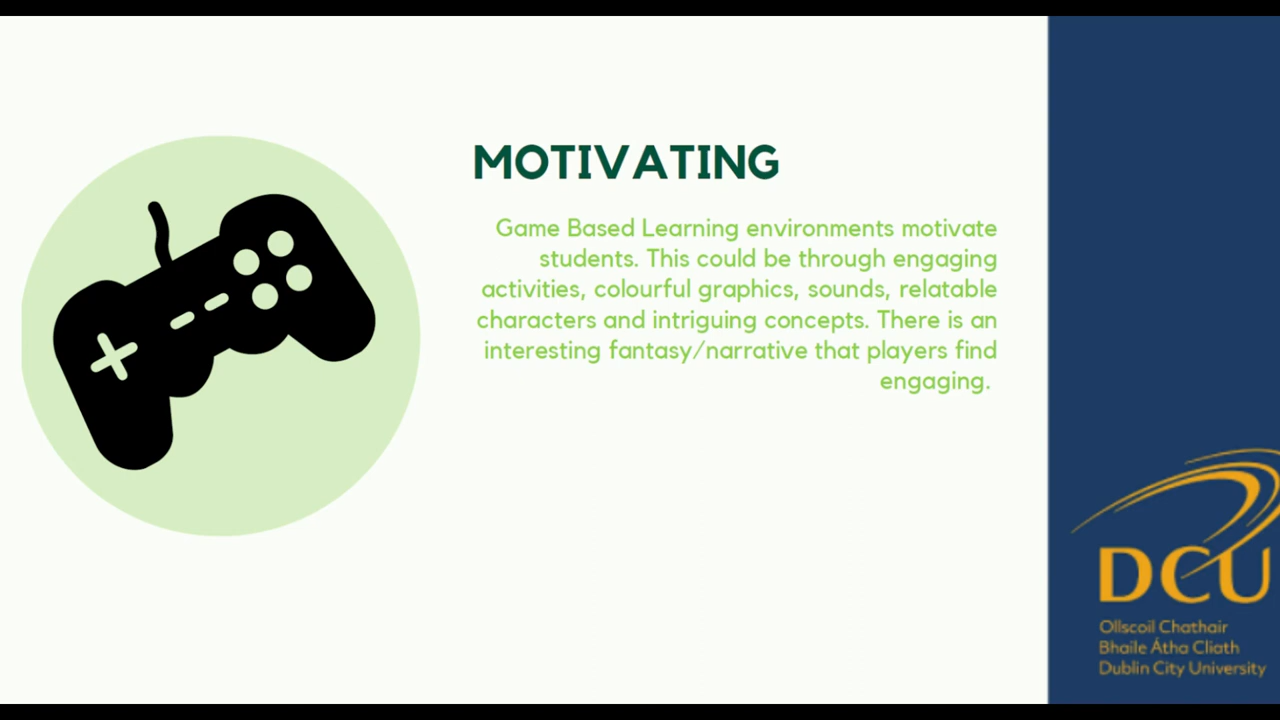 MOTIVATING
Game Based Learning environments motivate
students. This could be through engaging
activities, colourful graphics, sounds, relatable
characters and intriguing concepts. There is an
interesting fantasy/narrative that players find
engaging.
DCU
Ollscoil Chathair
Bhaile Átha Cliath
Dublin City University